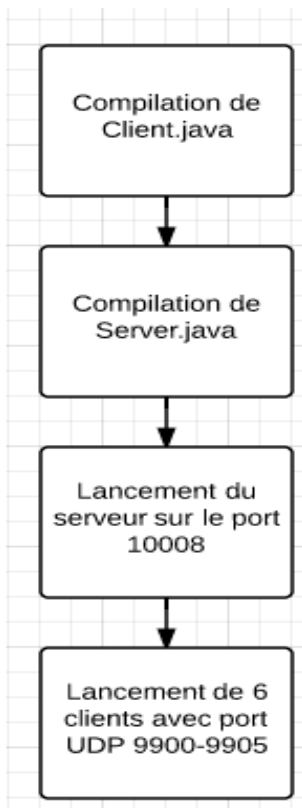 Compilation de
Client.java
Compilation de
Server.java
Lancement du
serveur sur le port
10008
Lancement de 6
clients avec port
UDP 9900-9905